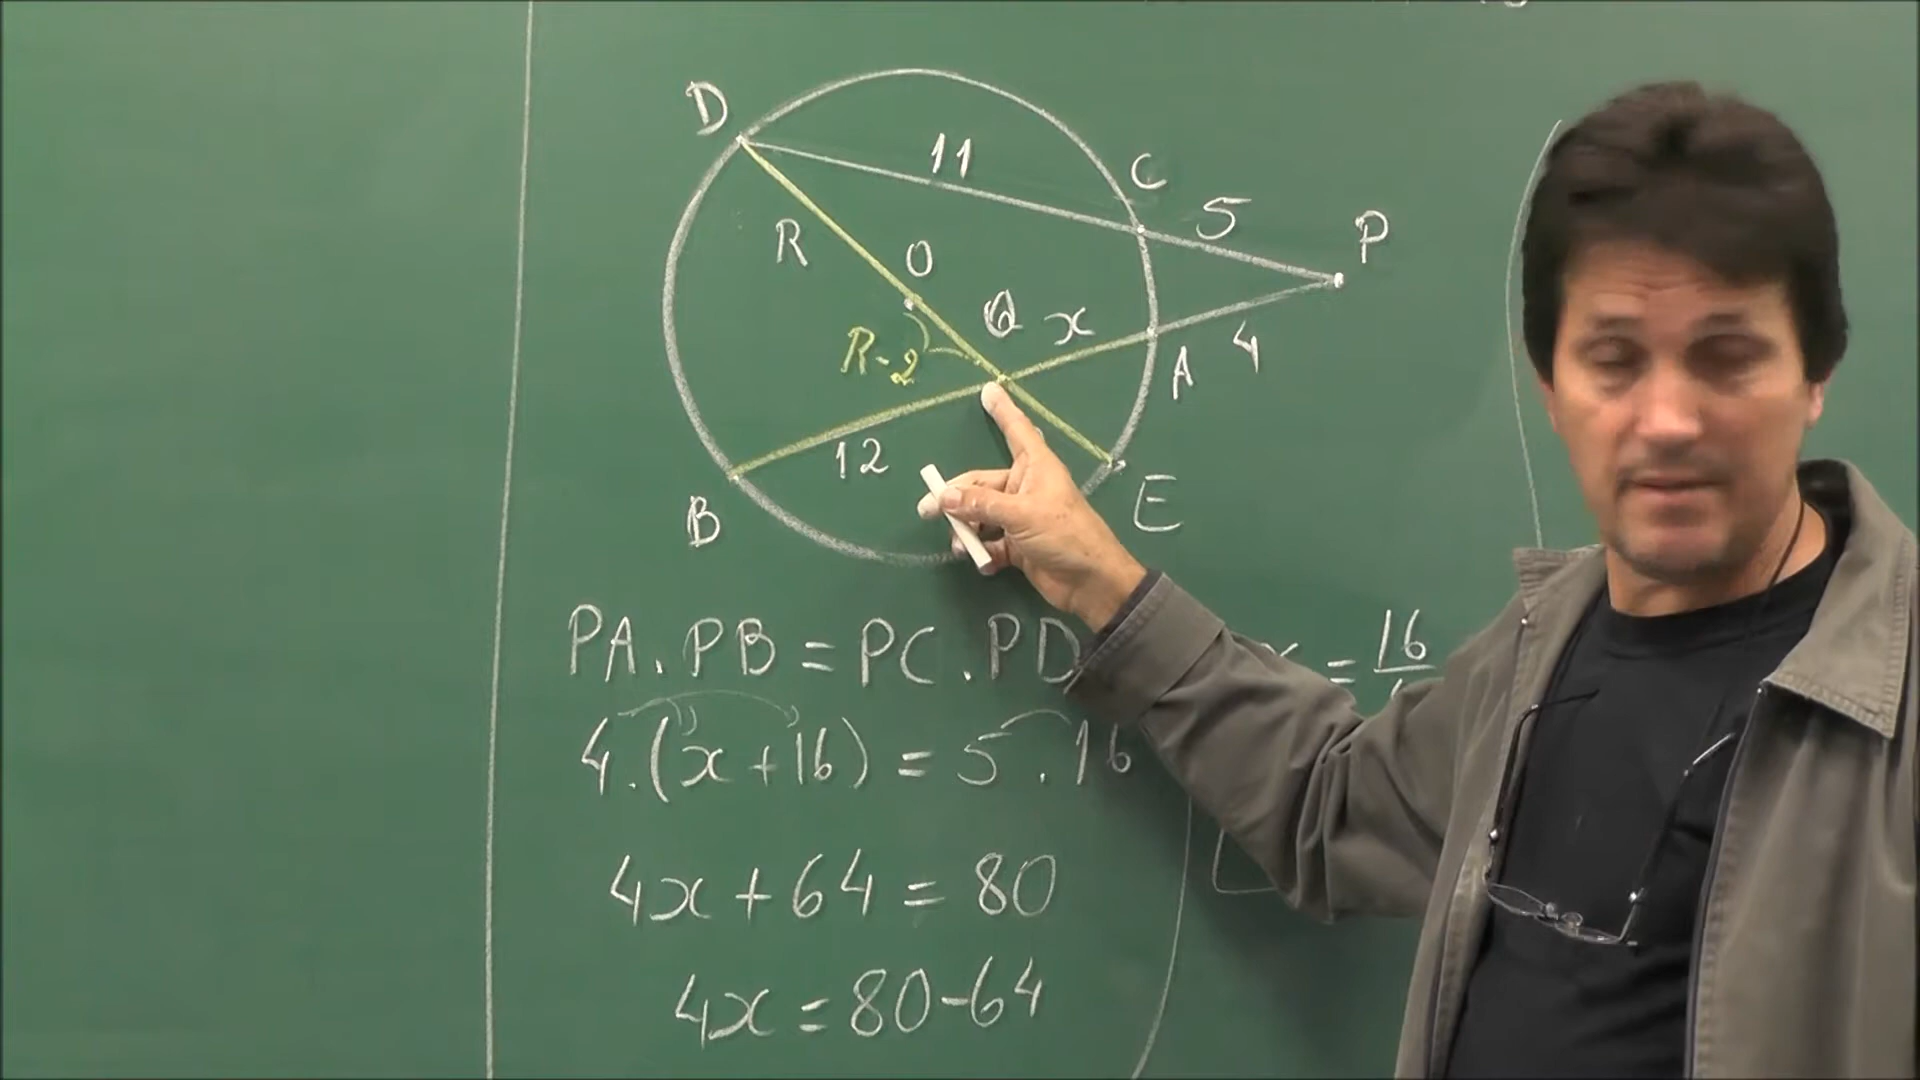 D
11
C
5
P
R
O
Q
x
R-2
A
4
12
B
E
PA.PB=PC.PD
4.(x+16)=5.16
4x+64=80
4x=80-64
=16